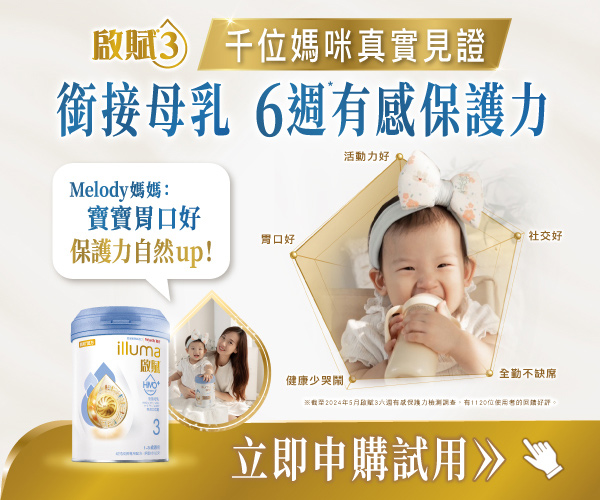 啟賦3
千位媽咪真實見證
銜接母乳 6週*有感保護力
Melody媽媽：
寶寶胃口好
保護力自然up!
活動力好
胃口好
社交好
健康少哭鬧
全勤不缺席
※截至2024年5月啟賦3六週有感保護力檢測調查，有1120位使用者的回饋好評。
illuma
啟賦
HMO+
3
立即申購試用